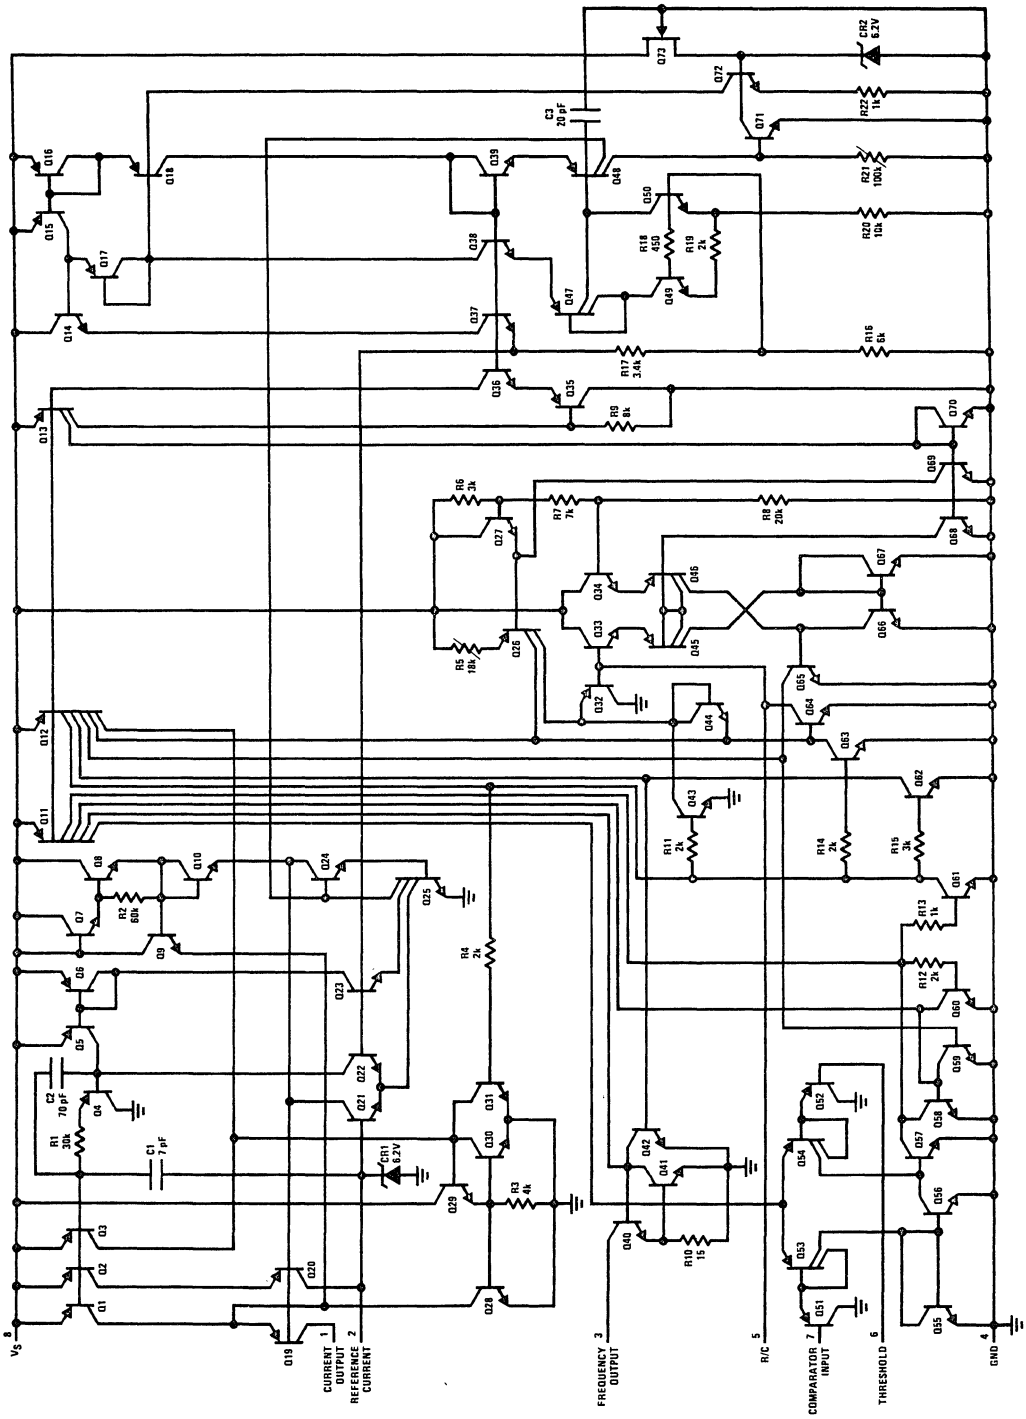 8
VS
Q1
Q2
Q3
R1
30k
C2
70 pF
Q4
Q5
Q6
Q7
Q8
R2
60k
Q9
Q10
Q11
Q12
Q13
Q14
Q15
Q16
Q17
Q18
C1
7 pF
Q19
Q20
1
CURRENT
OUTPUT
2
REFERENCE
CURRENT
CR1
6.2V
Q21
Q22
Q23
Q24
Q25
Q28
Q29
Q30
Q31
R3
4k
R4
2k
R5
18k
R6
3k
Q26
Q27
R7
7k
Q36
Q37
Q38
Q39
Q35
R9
8k
Q47
Q48
C3
20 pF
3
FREQUENCY
OUTPUT
Q40
Q41
Q42
R10
15
Q32
Q33
Q34
Q43
Q44
Q45
Q46
R11
2k
R17
3.4k
R18
450
R19
2k
Q49
Q50
Q73
5
R/C
R8
20k
Q71
Q72
7
COMPARATOR
INPUT
6
THRESHOLD
Q51
Q53
Q54
Q52
Q63
Q64
Q65
R14
2k
R15
3k
Q66
Q67
R16
6k
R20
10k
R21
100k
R22
1k
CR2
6.2V
Q55
Q56
Q57
Q58
Q59
Q60
R12
2k
R13
1k
Q61
Q62
Q68
Q69
Q70
4
GND